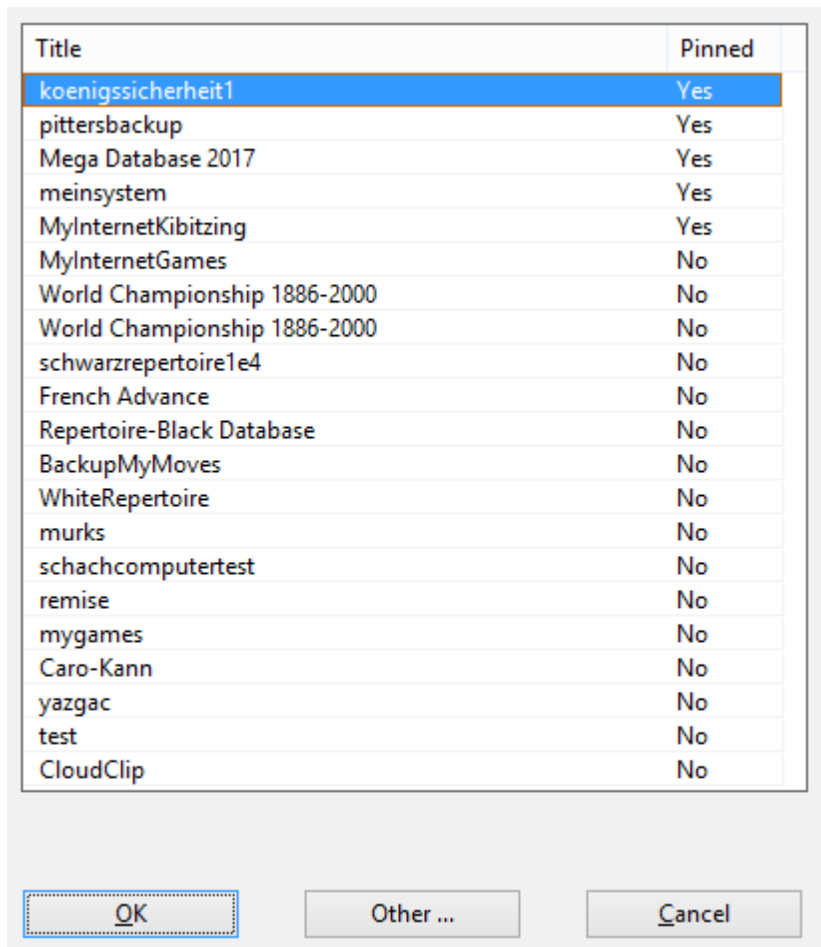 Title Pinned
koenigssicherheit1 Yes
pittersbackup Yes
Mega Database 2017 Yes
meinsystem Yes
MyInternetKibitzing Yes
MyInternetGames No
World Championship 1886-2000 No
World Championship 1886-2000 No
schwarzrepertoire1e4 No
French Advance No
Repertoire-Black Database No
BackupMyMoves No
WhiteRepertoire No
murks No
schachcomputertest No
remise No
mygames No
Caro-Kann No
yazgac No
test No
CloudClip No
OK Other ... Cancel